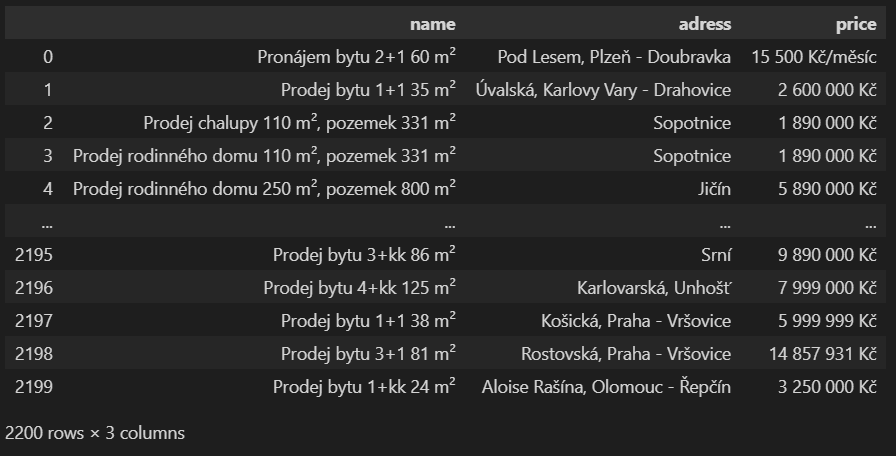 name adress price
0 Pronájem bytu 2+1 60 m² Pod Lesem, Plzeň - Doubravka 15 500 Kč/měsíc
1 Prodej bytu 1+1 35 m² Úvalská, Karlovy Vary - Drahovice 2 600 000 Kč
2 Prodej chalupy 110 m², pozemek 331 m² Sopotnice 1 890 000 Kč
3 Prodej rodinného domu 110 m², pozemek 331 m² Sopotnice 1 890 000 Kč
4 Prodej rodinného domu 250 m², pozemek 800 m² Jičín 5 890 000 Kč
... ... ... ...
2195 Prodej bytu 3+kk 86 m² Srní 9 890 000 Kč
2196 Prodej bytu 4+kk 125 m² Karlovarská, Unhošť 7 999 000 Kč
2197 Prodej bytu 1+1 38 m² Košická, Praha - Vršovice 5 999 999 Kč
2198 Prodej bytu 3+1 81 m² Rostovská, Praha - Vršovice 14 857 931 Kč
2199 Prodej bytu 1+kk 24 m² Aloise Rašína, Olomouc - Řepčín 3 250 000 Kč
2200 rows × 3 columns